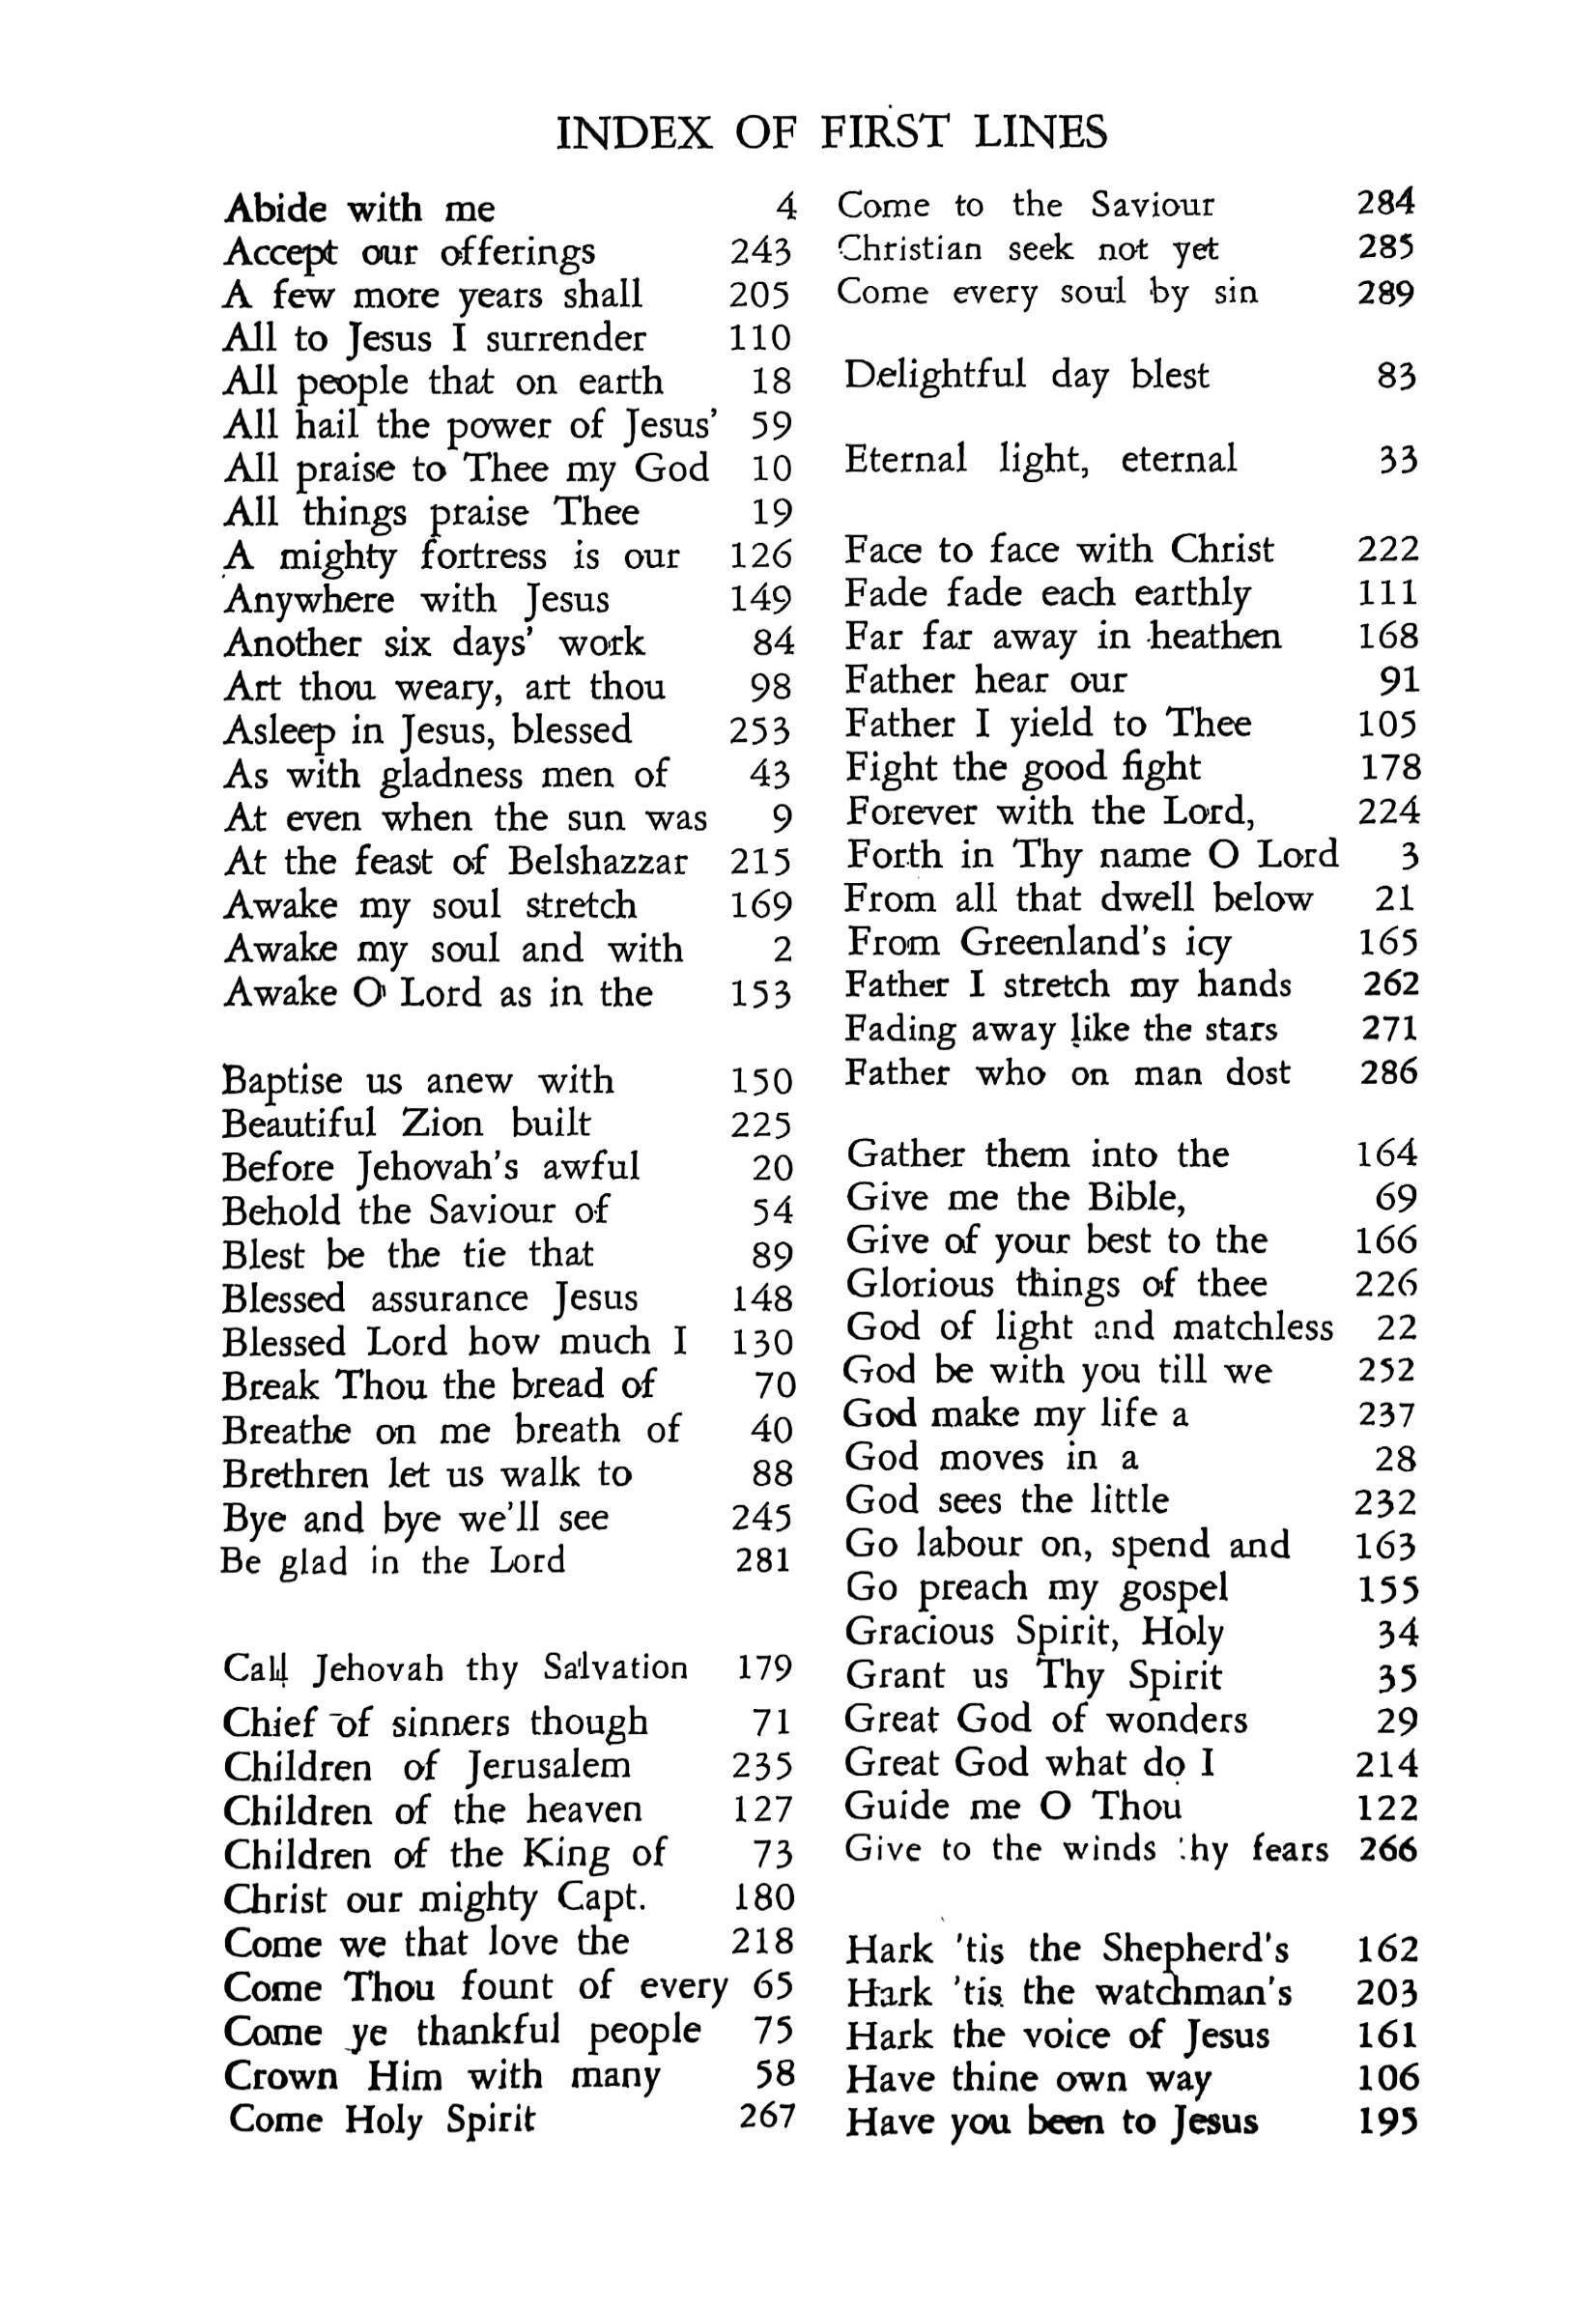 INDEX OF FIRST LINES
Abide with me 4
Accept our offerings 243
A few more years shall 205
All to Jesus I surrender 110
All people that on earth 18
All hail the power of Jesus' 59
All praise to Thee my God 10
All things praise Thee 19
A mighty fortress is our 126
Anywhere with Jesus 149
Another six days' work 84
Art thou weary, art thou 98
Asleep in Jesus, blessed 253
As with gladness men of 43
At even when the sun was 9
At the feast of Belshazzar 215
Awake my soul stretch 169
Awake my soul and with 2
Awake O Lord as in the 153
Baptise us anew with 150
Beautiful Zion built 225
Before Jehovah's awful 20
Behold the Saviour of 54
Blest be the tie that 89
Blessed assurance Jesus 148
Blessed Lord how much I 130
Break Thou the bread of 70
Breathe on me breath of 40
Brethren let us walk to 88
Bye and bye we'll see 245
Be glad in the Lord 281
Call Jehovah thy Salvation 179
Chief of sinners though 71
Children of Jerusalem 235
Children of the heaven 127
Children of the King of 73
Christ our mighty Capt. 180
Come we that love the 218
Come Thou fount of every 65
Come ye thankful people 75
Crown Him with many 58
Come Holy Spirit 267
Come to the Saviour 284
Christian seek not yet 285
Come every soul by sin 289
Delightful day blest 83
Eternal light, eternal 33
Face to face with Christ 222
Fade fade each earthly 111
Far far away in heathen 168
Father hear our 91
Father I yield to Thee 105
Fight the good fight 178
Forever with the Lord, 224
Forth in Thy name O Lord 3
From all that dwell below 21
From Greenland's icy 165
Father I stretch my hands 262
Fading away like the stars 271
Father who on man dost 286
Gather them into the 164
Give me the Bible, 69
Give of your best to the 166
Glorious things of thee 226
God of light and matchless 22
God be with you till we 252
God make my life a 237
God moves in a 28
God sees the little 232
Go labour on, spend and 163
Go preach my gospel 155
Gracious Spirit, Holy 34
Grant us Thy Spirit 35
Great God of wonders 29
Great God what do I 214
Guide me O Thou 122
Give to the winds thy fears 266
Hark 'tis the Shepherd's 162
Hark 'tis the watchman's 203
Hark the voice of Jesus 161
Have thine own way 106
Have you been to Jesus 195